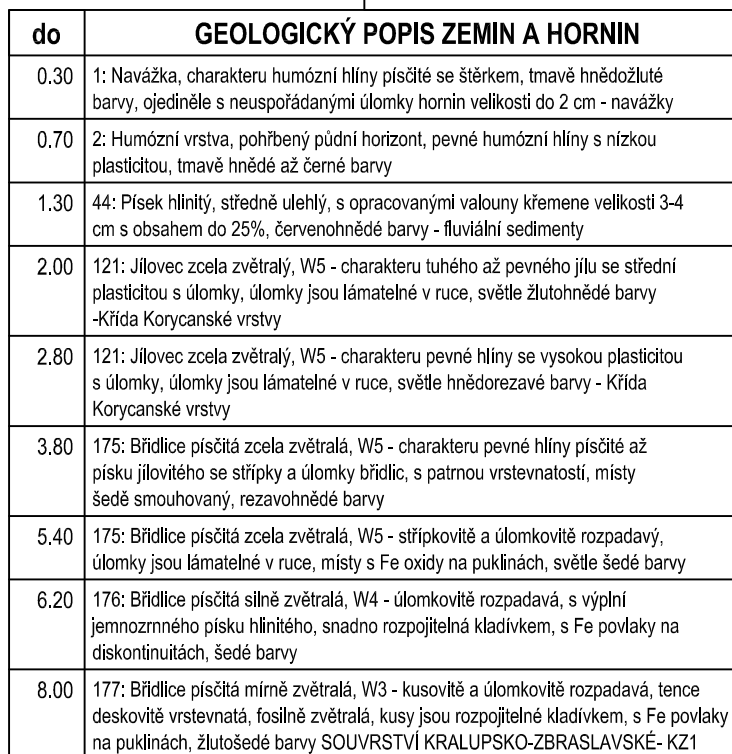 do GEOLOGICKÝ POPIS ZEMIN A HORNIN
0.30 1: Navážka, charakteru humózní hlíny písčité se štěrkem, tmavě hnědožluté
barvy, ojediněle s neuspořádanými úlomky hornin velikosti do 2 cm - navážky
0.70 2: Humózní vrstva, pohřbený půdní horizont, pevné humózní hlíny s nízkou
plasticitou, tmavě hnědé až černé barvy
1.30 44: Písek hlinitý, středně ulehlý, s opracovanými valouny křemene velikosti 3-4
cm s obsahem do 25%, červenohnědé barvy - fluviální sedimenty
2.00 121: Jílovec zcela zvětralý, W5 - charakteru tuhého až pevného jílu se střední
plasticitou s úlomky, úlomky jsou lámatelné v ruce, světle žlutohnědé barvy
-Křída Korycanské vrstvy
2.80 121: Jílovec zcela zvětralý, W5 - charakteru pevné hlíny se vysokou plasticitou
s úlomky, úlomky jsou lámatelné v ruce, světle hnědorezavé barvy - Křída
Korycanské vrstvy
3.80 175: Břidlice písčitá zcela zvětralá, W5 - charakteru pevné hlíny písčité až
písku jílovitého se střípky a úlomky břidlic, s patrnou vrstevnatostí, místy
šedě smouhovaný, rezavohnědé barvy
5.40 175: Břidlice písčitá zcela zvětralá, W5 - střípkovitě a úlomkovitě rozpadavý,
úlomky jsou lámatelné v ruce, místy s Fe oxidy na puklinách, světle šedé barvy
6.20 176: Břidlice písčitá silně zvětralá, W4 - úlomkovitě rozpadavá, s výplní
jemnozrnného písku hlinitého, snadno rozpojitelná kladívkem, s Fe povlaky na
diskontinuitách, šedé barvy
8.00 177: Břidlice písčitá mírně zvětralá, W3 - kusovitě a úlomkovitě rozpadavá, tence
deskovitě vrstevnatá, fosilně zvětralá, kusy jsou rozpojitelné kladívkem, s Fe povlaky
na puklinách, žlutošedé barvy SOUVRSTVÍ KRALUPSKO-ZBRASLAVSKÉ- KZ1